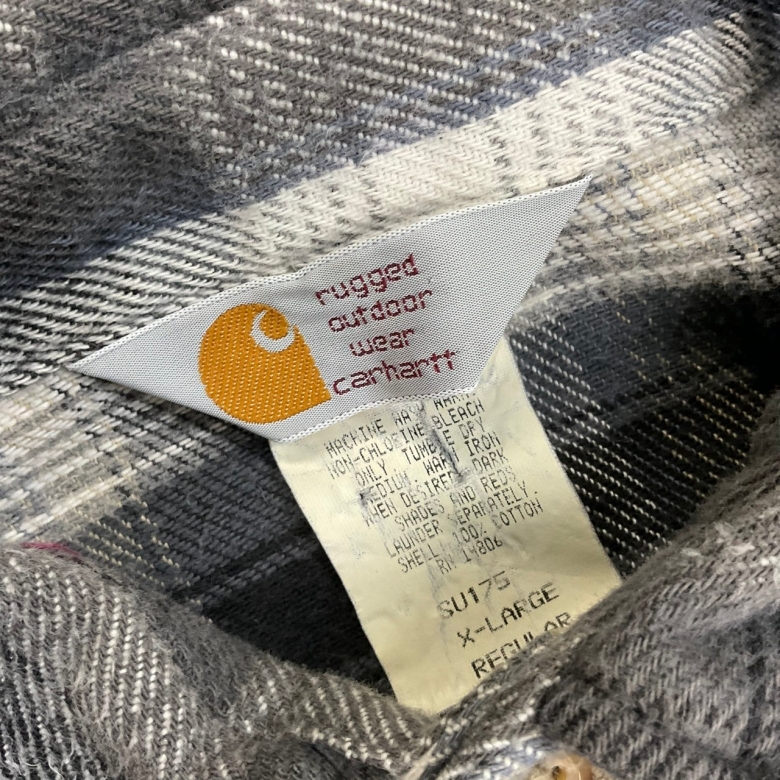 rugged
outdoor
wear
carhartt
MACHINE WARM
NON-CHLORINE BLEACH
ONLY TUMBLE DRY
MEDIUM WARM IRON
WHEN DESIRED DARK
SHADES AND REDS
LAUNDER SEPARATELY.
SHELL 100% COTTON
RN 14806
SU175
X-LARGE
REGULAR